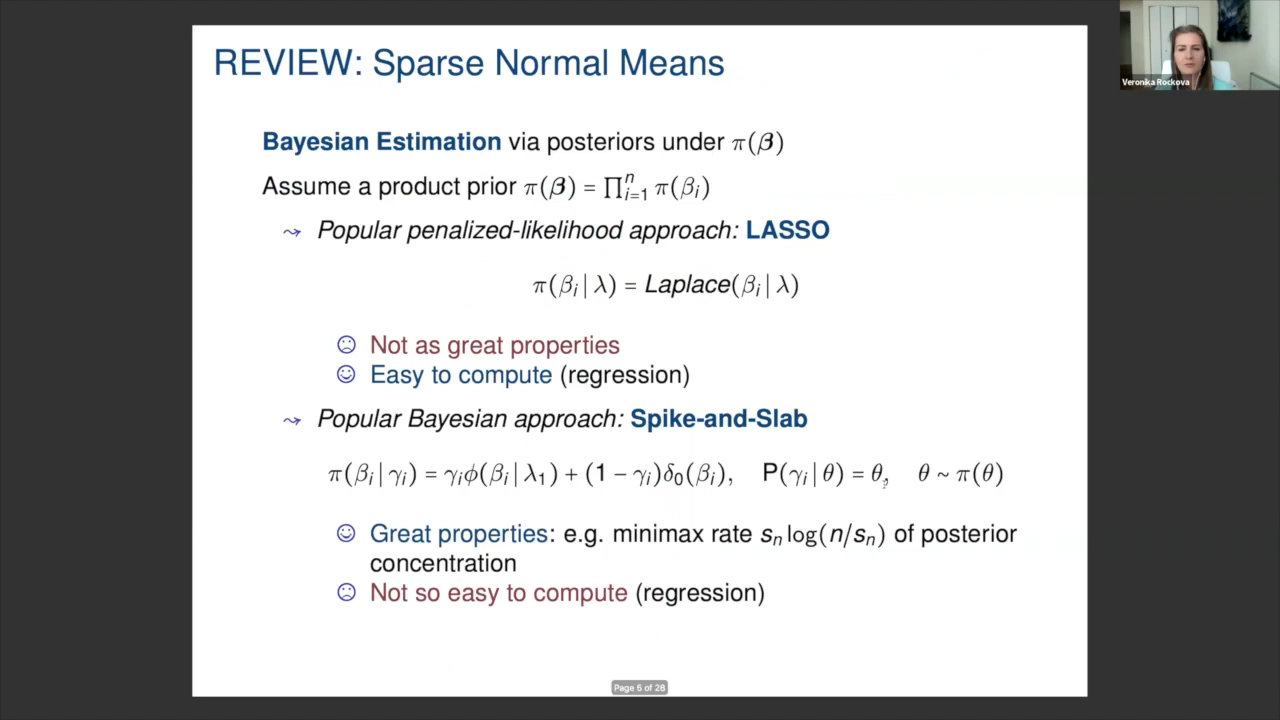 REVIEW: Sparse Normal Means
Bayesian Estimation via posteriors under π(β)
Assume a product prior π(β) = ∏ⁿᵢ₌₁ π(βᵢ)
Popular penalized-likelihood approach: LASSO
π(βᵢ | λ) = Laplace(βᵢ | λ)
Not as great properties
Easy to compute (regression)
Popular Bayesian approach: Spike-and-Slab
π(βᵢ | γᵢ) = γᵢϕ(βᵢ | λ₁) + (1 − γᵢ)δ₀(βᵢ), P(γᵢ | θ) = θ, θ ~ π(θ)
Great properties: e.g. minimax rate sₙ log(n/sₙ) of posterior
concentration
Not so easy to compute (regression)
Page 5 of 28
Veronika Rockova